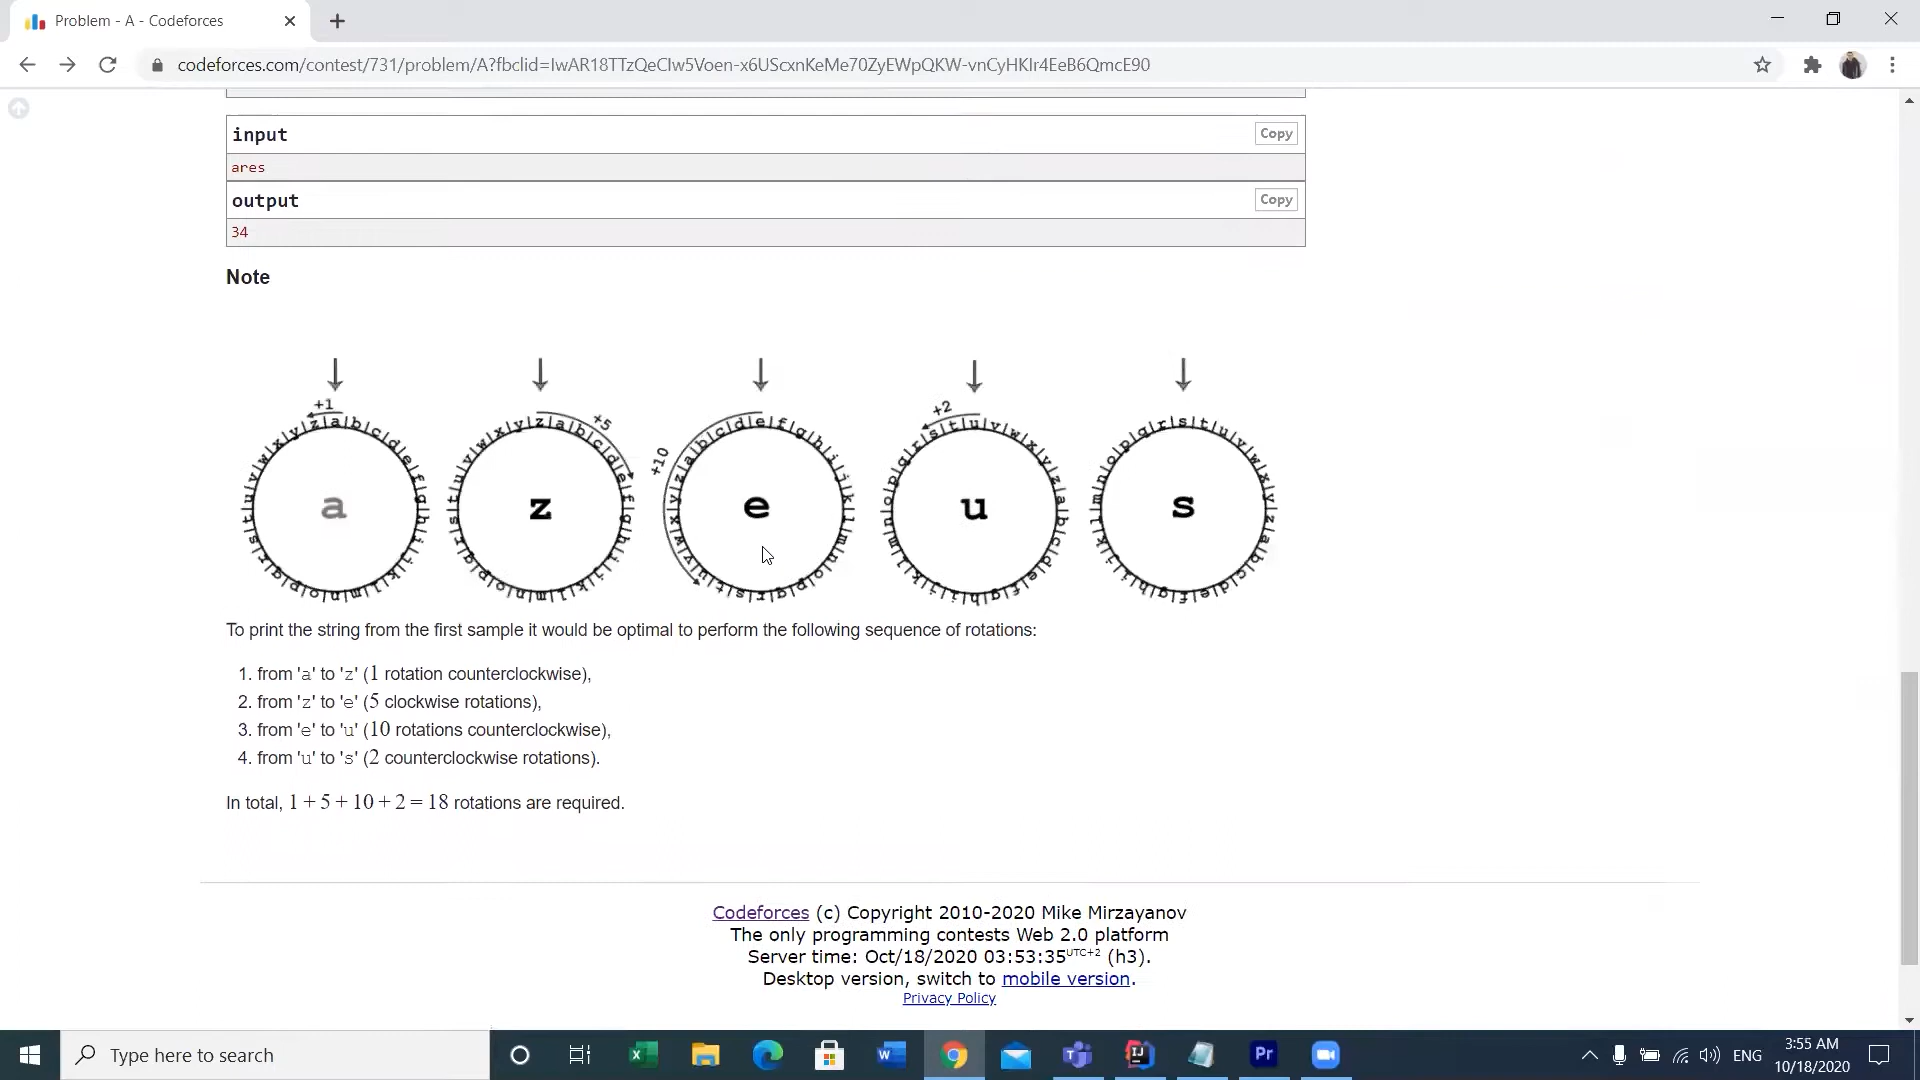 Problem - A - Codeforces
codeforces.com/contest/731/problem/A?fbclid=IwAR18TTzQeCIw5Voen-x6UScxnKeMe70ZyEWpQKW-vnCyHKIr4EeB6QmcE90
input
Copy
ares
output
Copy
34
Note
+1
+5
+10
+2
a z e u s
To print the string from the first sample it would be optimal to perform the following sequence of rotations:
1. from 'a' to 'z' (1 rotation counterclockwise),
2. from 'z' to 'e' (5 clockwise rotations),
3. from 'e' to 'u' (10 rotations counterclockwise),
4. from 'u' to 's' (2 counterclockwise rotations).
In total, 1 + 5 + 10 + 2 = 18 rotations are required.
Codeforces (c) Copyright 2010-2020 Mike Mirzayanov
The only programming contests Web 2.0 platform
Server time: Oct/18/2020 03:53:35 UTC+2 (h3).
Desktop version, switch to mobile version.
Privacy Policy
Type here to search
ENG
3:55 AM
10/18/2020